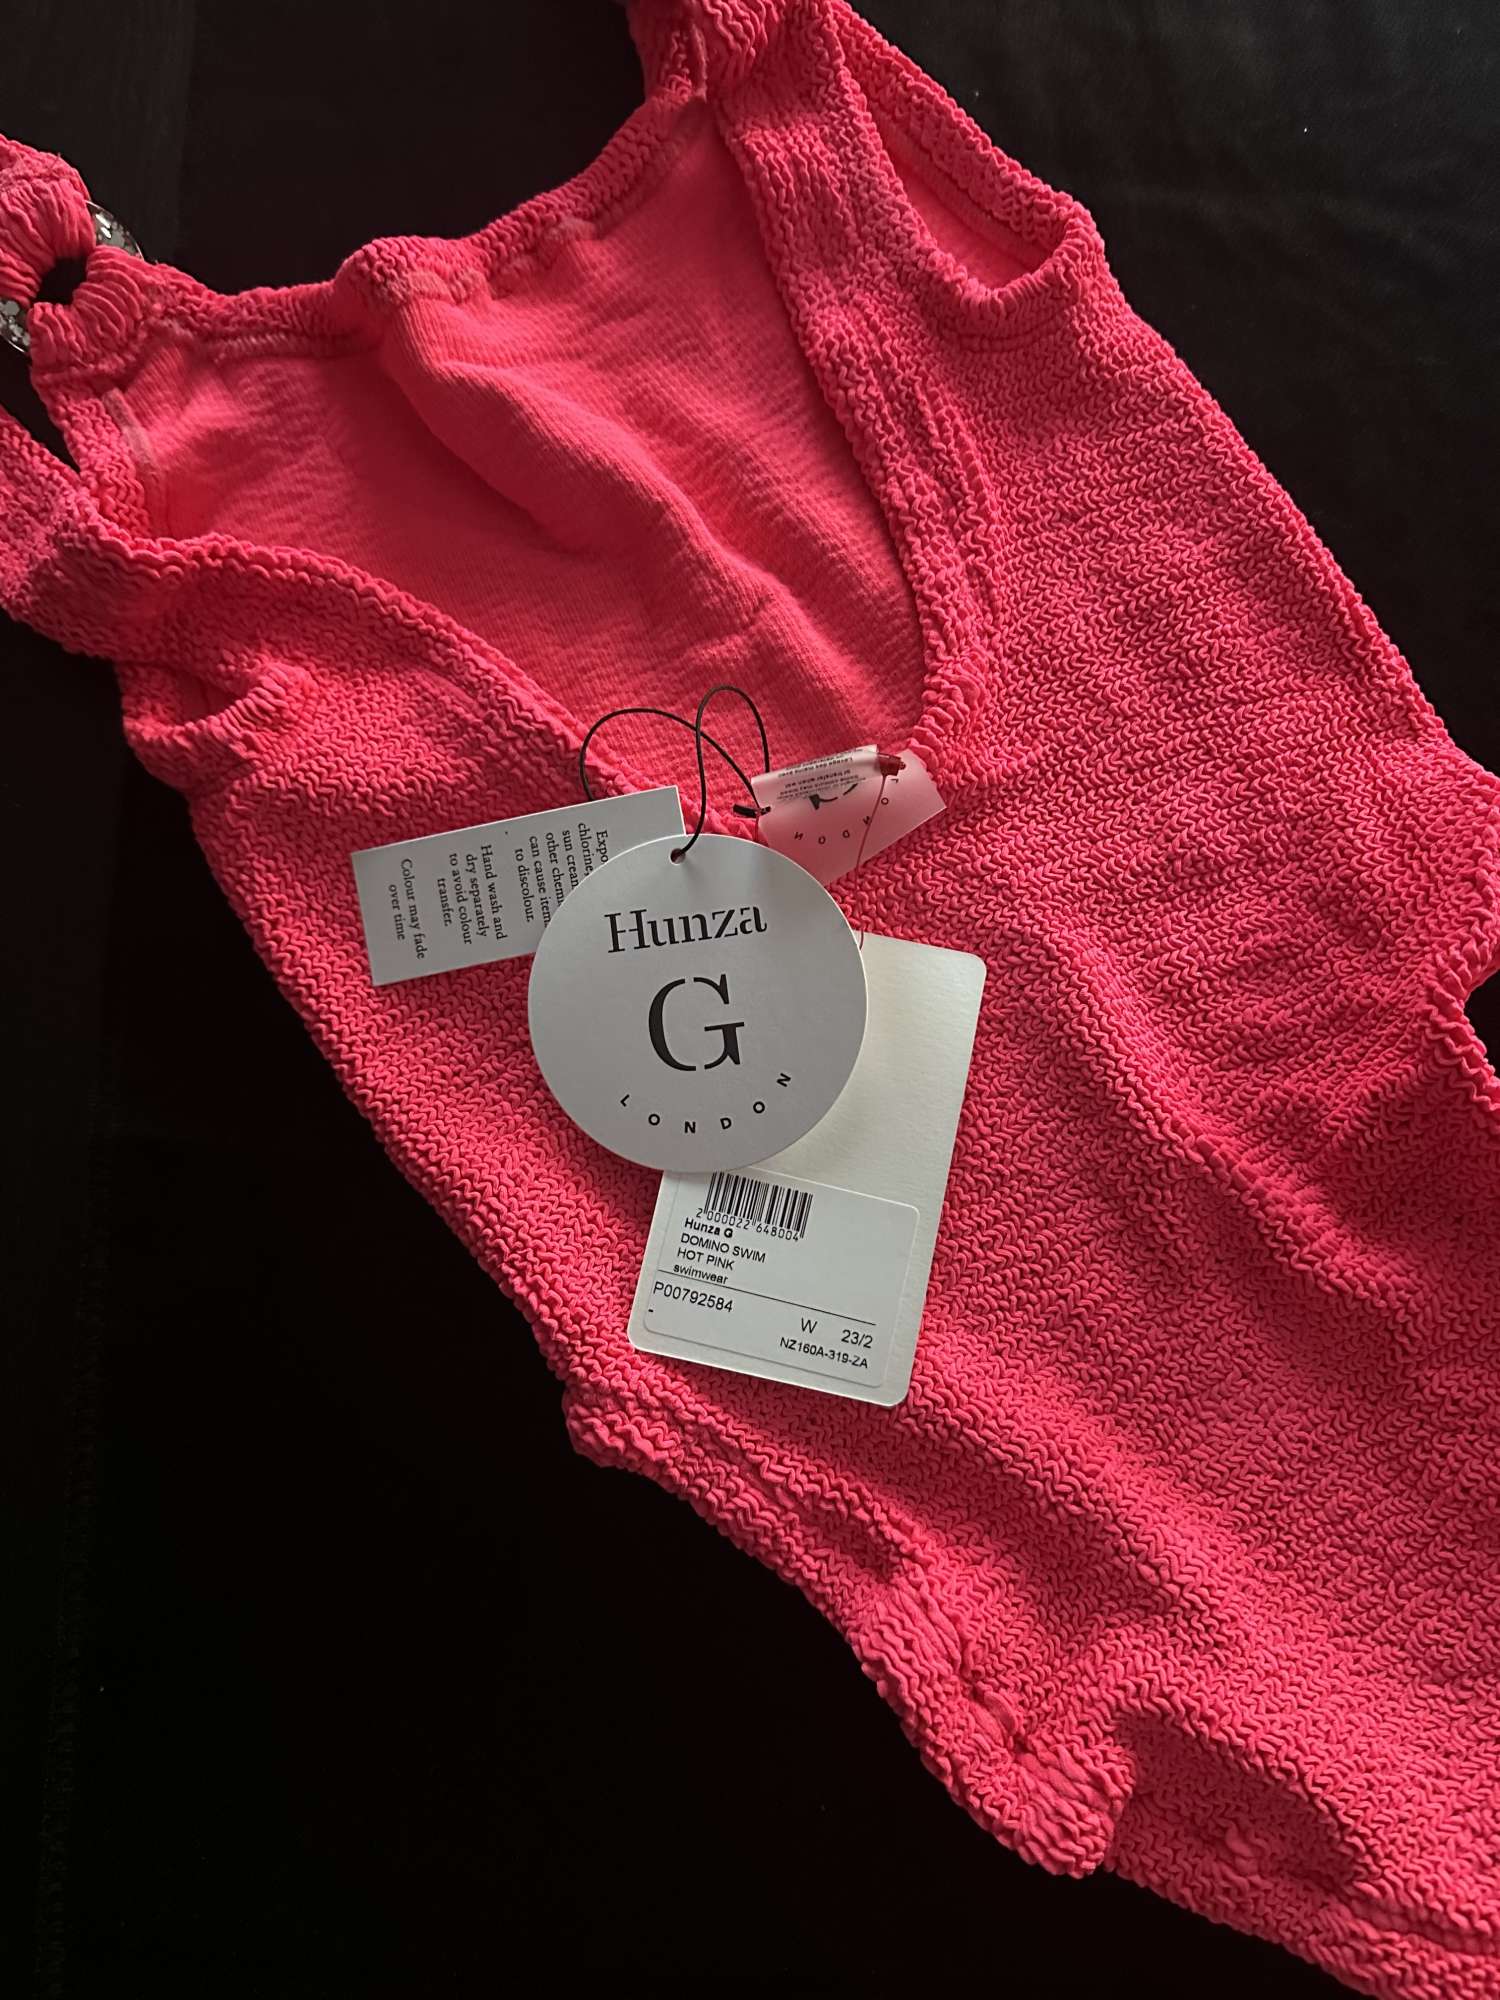 Expo
chlorine,
sun cream
other chemi
can cause item
to discolour.
Hand wash and
dry separately
to avoid colour
transfer.
Colour may fade
over time
Hunza
G
LONDON
2 000022 648004
Hunza G
DOMINO SWIM
HOT PINK
swimwear
P00792584
-
W 23/2
NZ160A-319-ZA